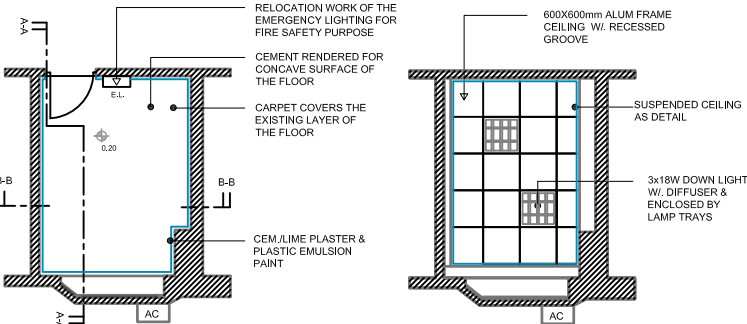 RELOCATION WORK OF THE
EMERGENCY LIGHTING FOR
FIRE SAFETY PURPOSE
CEMENT RENDERED FOR
CONCAVE SURFACE OF
THE FLOOR
CARPET COVERS THE
EXISTING LAYER OF
THE FLOOR
CEM./LIME PLASTER &
PLASTIC EMULSION
PAINT
A-A
E.L.
0.20
B-B
B-B
A-A
AC
600X600mm ALUM FRAME
CEILING W/. RECESSED
GROOVE
SUSPENDED CEILING
AS DETAIL
3x18W DOWN LIGHT
W/. DIFFUSER &
ENCLOSED BY
LAMP TRAYS
AC